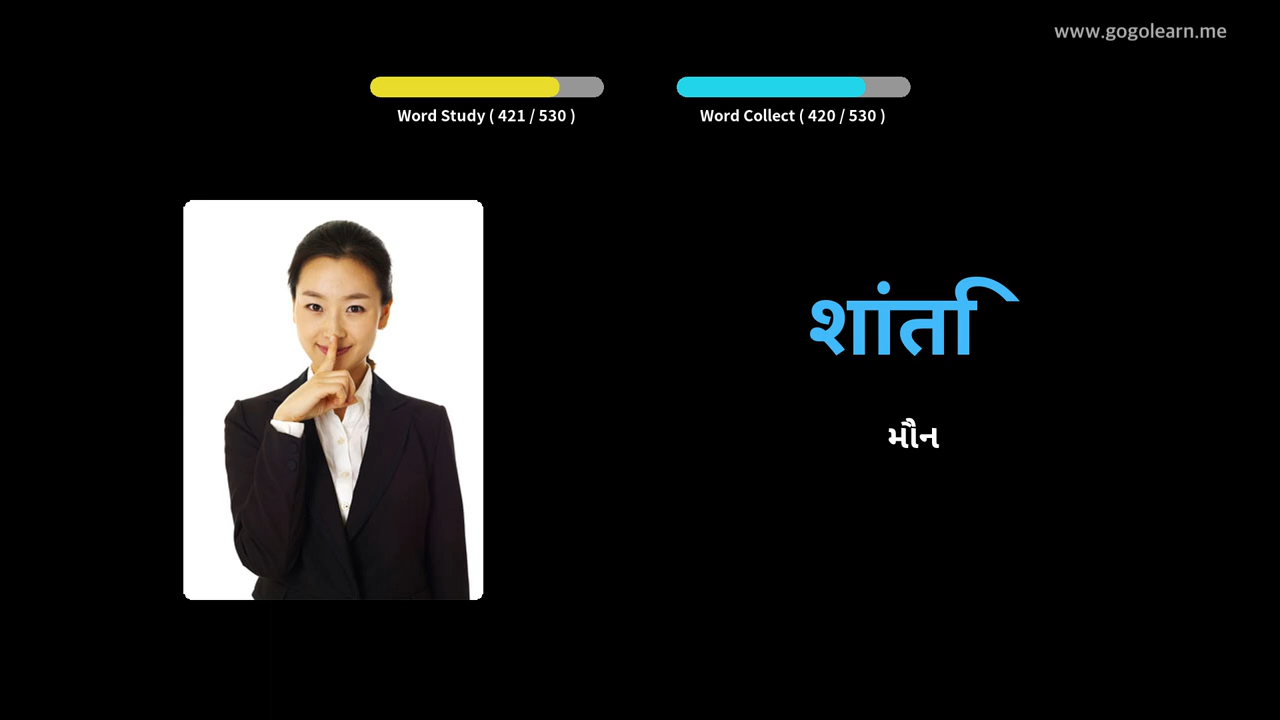 www.gogolearn.me
Word Study ( 421 / 530 )
Word Collect ( 420 / 530 )
शांति
મૌન